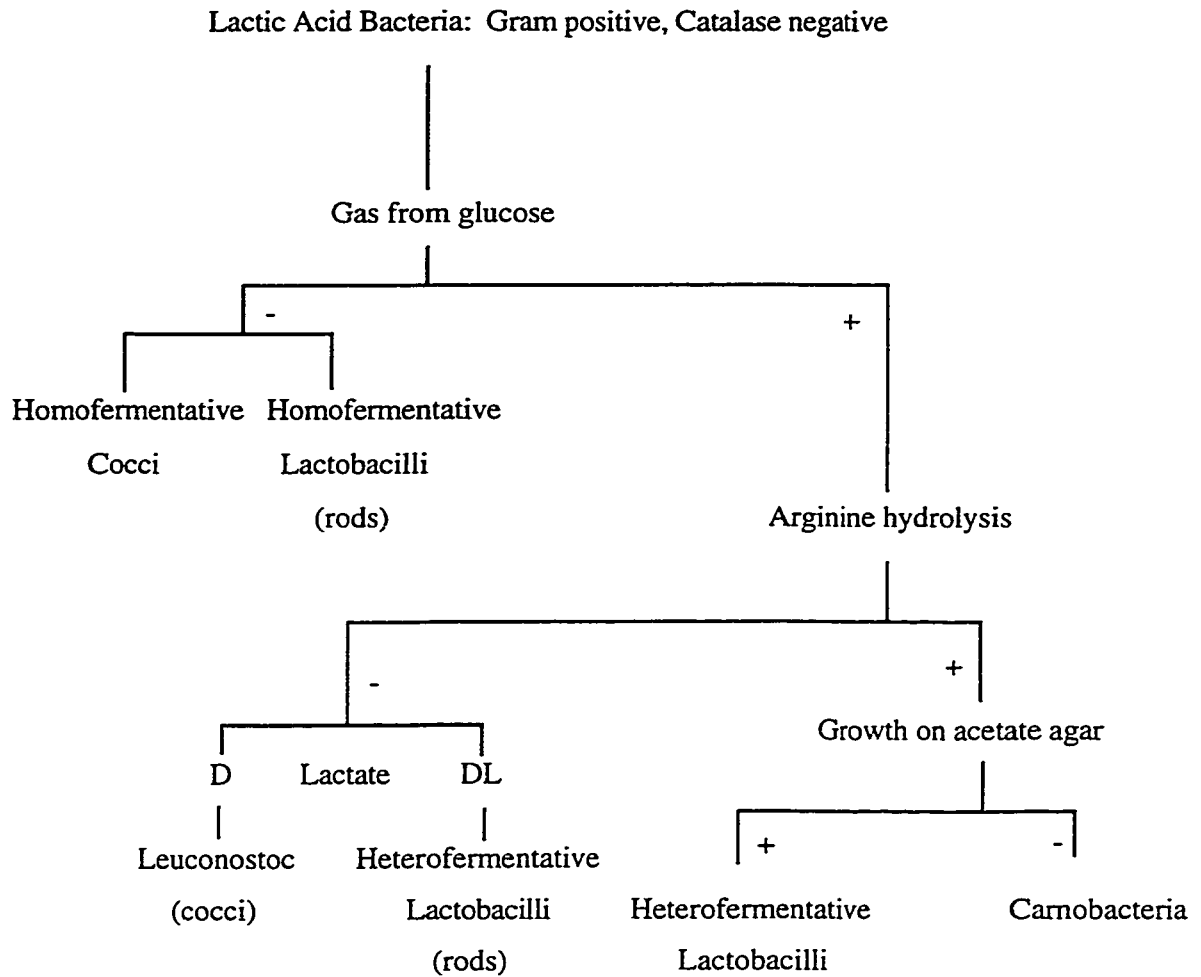 Lactic Acid Bacteria: Gram positive, Catalase negative
Gas from glucose
-
+
Homofermentative
Cocci
Homofermentative
Lactobacilli
(rods)
Arginine hydrolysis
-
+
D Lactate DL
Growth on acetate agar
Leuconostoc
(cocci)
Heterofermentative
Lactobacilli
(rods)
+
-
Heterofermentative
Lactobacilli
Carnobacteria